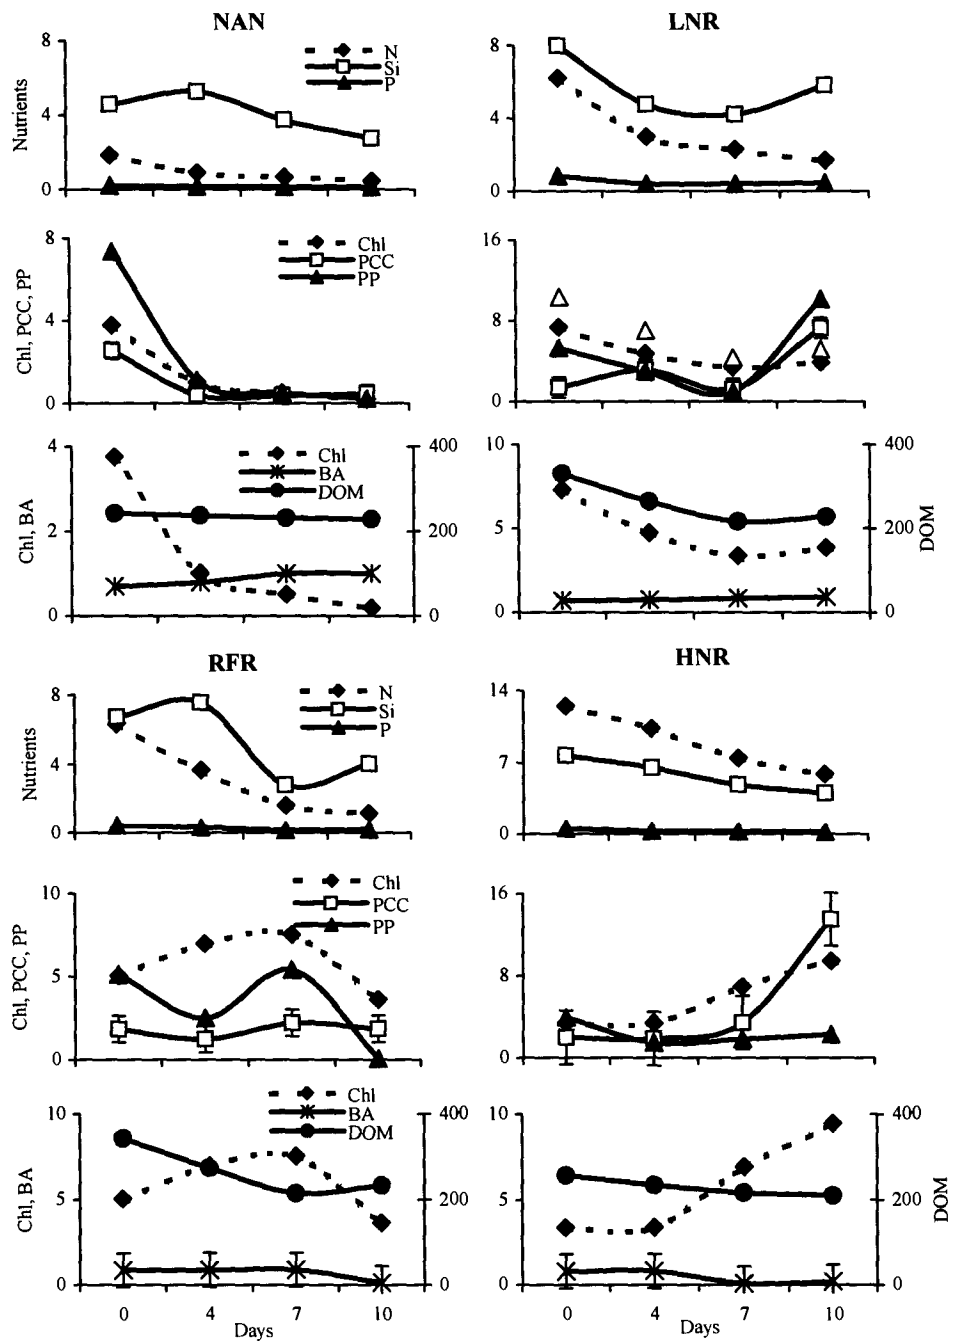 NAN
LNR
8
4
0
Nutrients
N
Si
P
8
4
0
8
4
0
Chl, PCC, PP
Chl
PCC
PP
16
8
0
4
2
0
Chl, BA
Chl
BA
DOM
400
200
0
10
5
0
400
200
0
DOM
RFR
HNR
8
4
0
Nutrients
N
Si
P
14
7
0
10
5
0
Chl, PCC, PP
Chl
PCC
PP
16
8
0
10
5
0
Chl, BA
Chl
BA
DOM
400
200
0
10
5
0
400
200
0
DOM
0 4 7 10
Days
0 4 7 10
Days